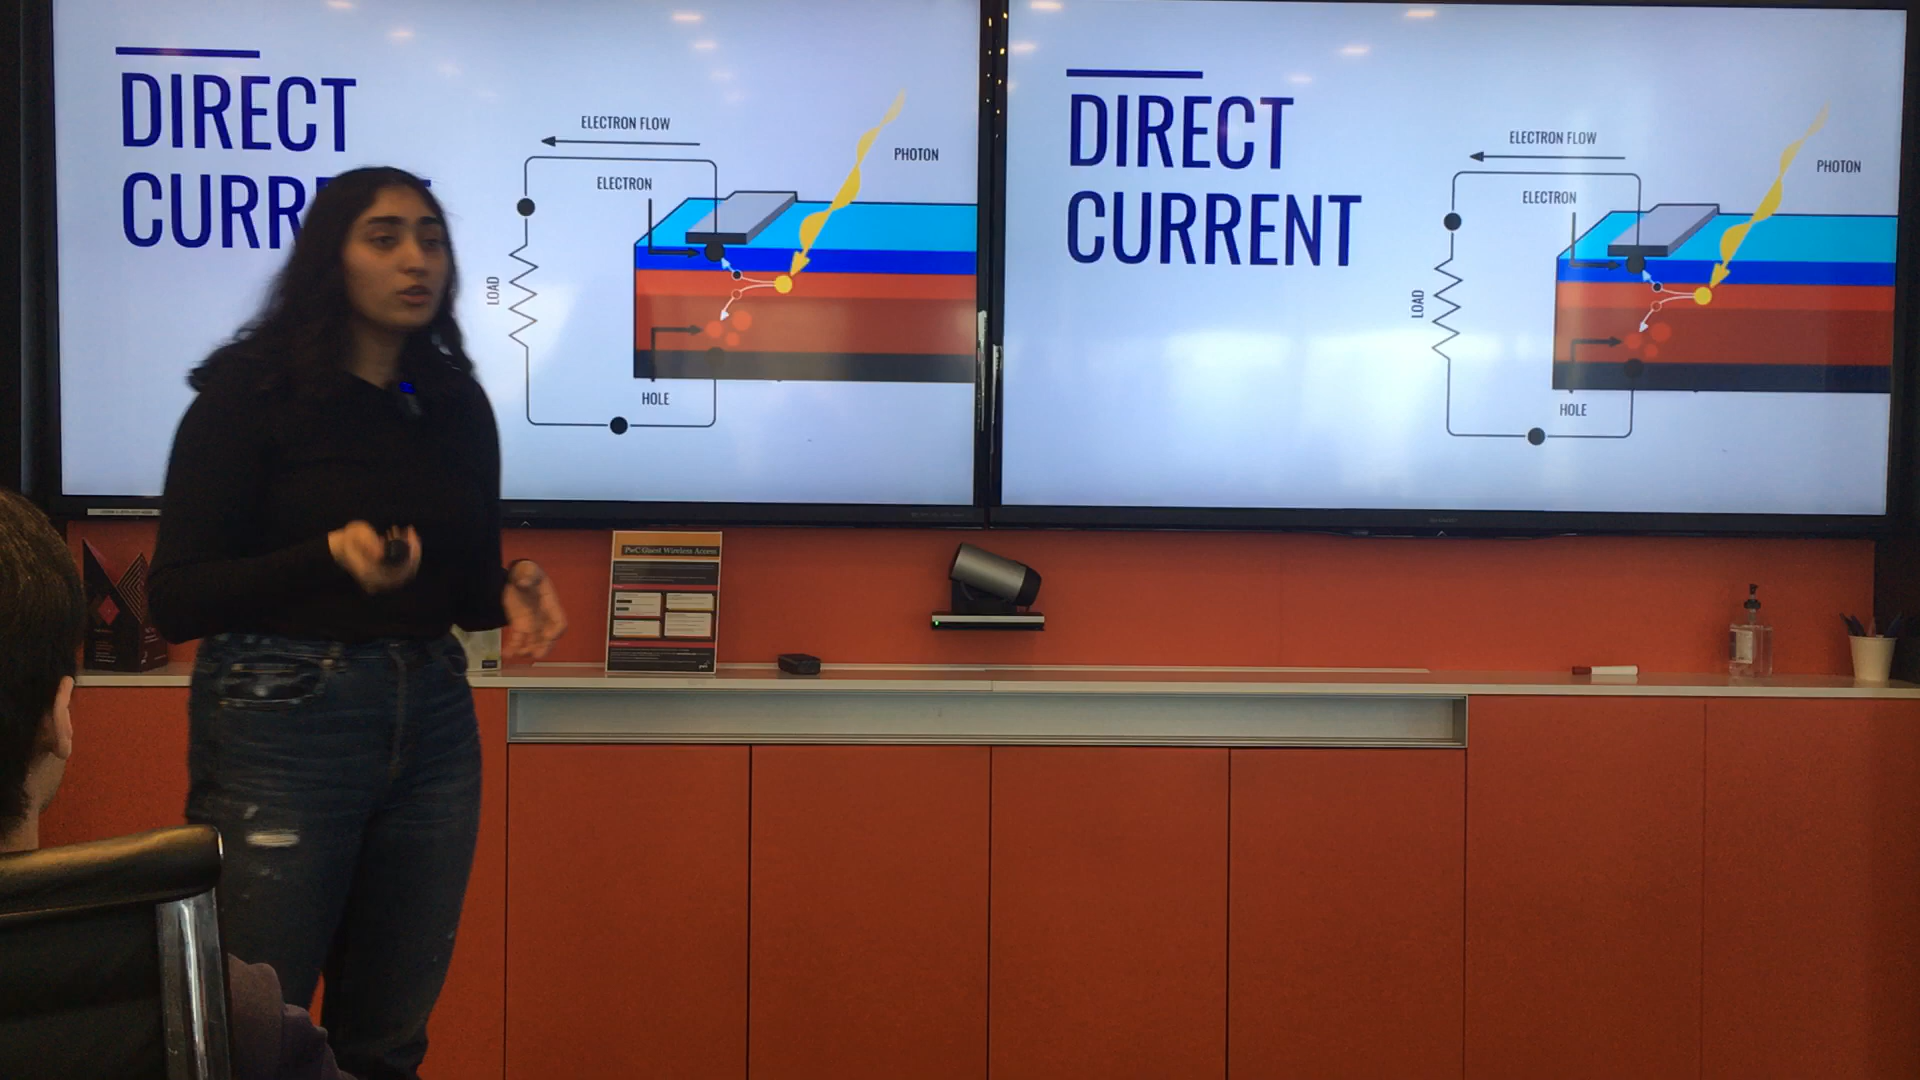 DIRECT
CURR
ELECTRON FLOW
PHOTON
ELECTRON
LOAD
HOLE
DIRECT
CURRENT
ELECTRON FLOW
PHOTON
ELECTRON
LOAD
HOLE
PwC Guest Wireless Access
pwc